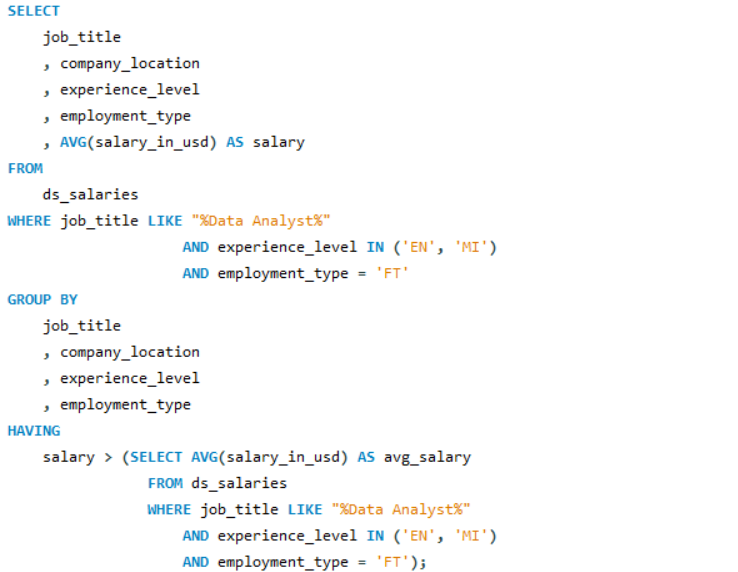 SELECT
    job_title
    , company_location
    , experience_level
    , employment_type
    , AVG(salary_in_usd) AS salary
FROM
    ds_salaries
WHERE job_title LIKE "%Data Analyst%"
                    AND experience_level IN ('EN', 'MI')
                    AND employment_type = 'FT'
GROUP BY
    job_title
    , company_location
    , experience_level
    , employment_type
HAVING
    salary > (SELECT AVG(salary_in_usd) AS avg_salary
                FROM ds_salaries
                WHERE job_title LIKE "%Data Analyst%"
                    AND experience_level IN ('EN', 'MI')
                    AND employment_type = 'FT');